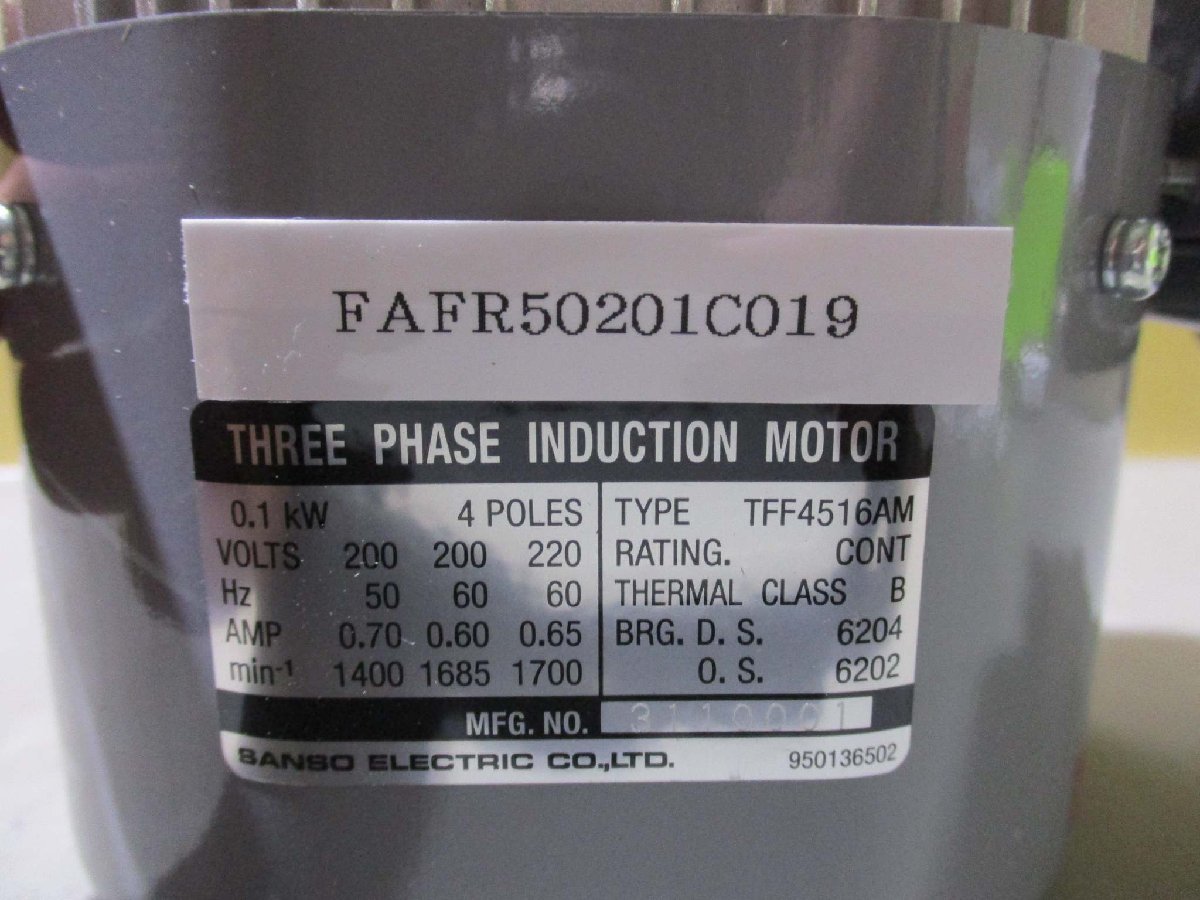 FAFR50201C019
THREE PHASE INDUCTION MOTOR
0.1 kW 4 POLES
VOLTS 200 200 220
Hz 50 60 60
AMP 0.70 0.60 0.65
min-1 1400 1685 1700
TYPE TFF4516AM
RATING. CONT
THERMAL CLASS B
BRG. D. S. 6204
O. S. 6202
MFG. NO. 3110001
SANSO ELECTRIC CO.,LTD. 950136502